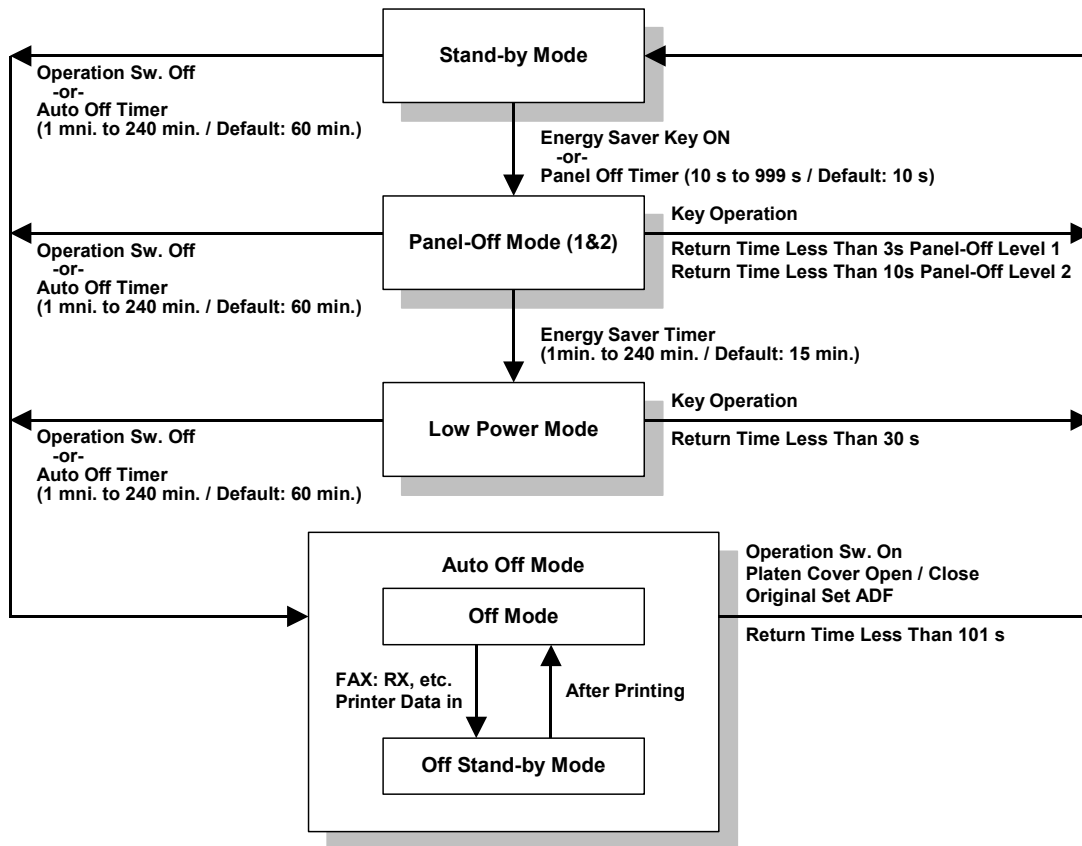 Stand-by Mode
Operation Sw. Off
-or-
Auto Off Timer
(1 mni. to 240 min. / Default: 60 min.)
Energy Saver Key ON
-or-
Panel Off Timer (10 s to 999 s / Default: 10 s)
Panel-Off Mode (1&2)
Key Operation
Return Time Less Than 3s Panel-Off Level 1
Return Time Less Than 10s Panel-Off Level 2
Operation Sw. Off
-or-
Auto Off Timer
(1 mni. to 240 min. / Default: 60 min.)
Energy Saver Timer
(1min. to 240 min. / Default: 15 min.)
Low Power Mode
Key Operation
Return Time Less Than 30 s
Operation Sw. Off
-or-
Auto Off Timer
(1 mni. to 240 min. / Default: 60 min.)
Auto Off Mode
Off Mode
FAX: RX, etc.
Printer Data in
After Printing
Off Stand-by Mode
Operation Sw. On
Platen Cover Open / Close
Original Set ADF
Return Time Less Than 101 s